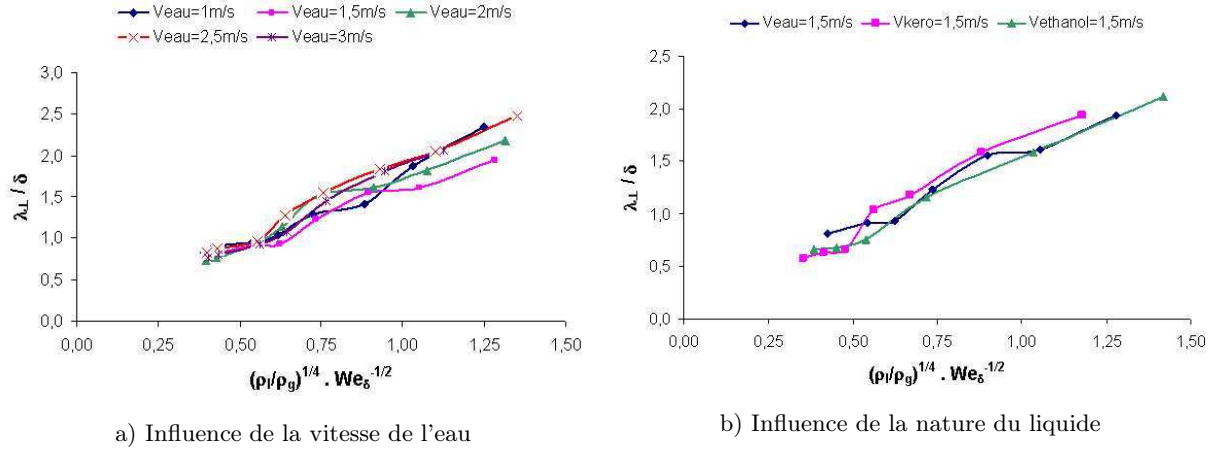 Veau=1m/s Veau=1,5m/s Veau=2m/s
Veau=2,5m/s Veau=3m/s
λ⊥ / δ
3,0
2,5
2,0
1,5
1,0
0,5
0,0
0,00 0,25 0,50 0,75 1,00 1,25 1,50
(ρl/ρg)^1/4 . Weδ^-1/2
a) Influence de la vitesse de l'eau
Veau=1,5m/s Vkero=1,5m/s Vethanol=1,5m/s
λ⊥ / δ
2,5
2,0
1,5
1,0
0,5
0,0
0,00 0,25 0,50 0,75 1,00 1,25 1,50
(ρl/ρg)^1/4 . Weδ^-1/2
b) Influence de la nature du liquide